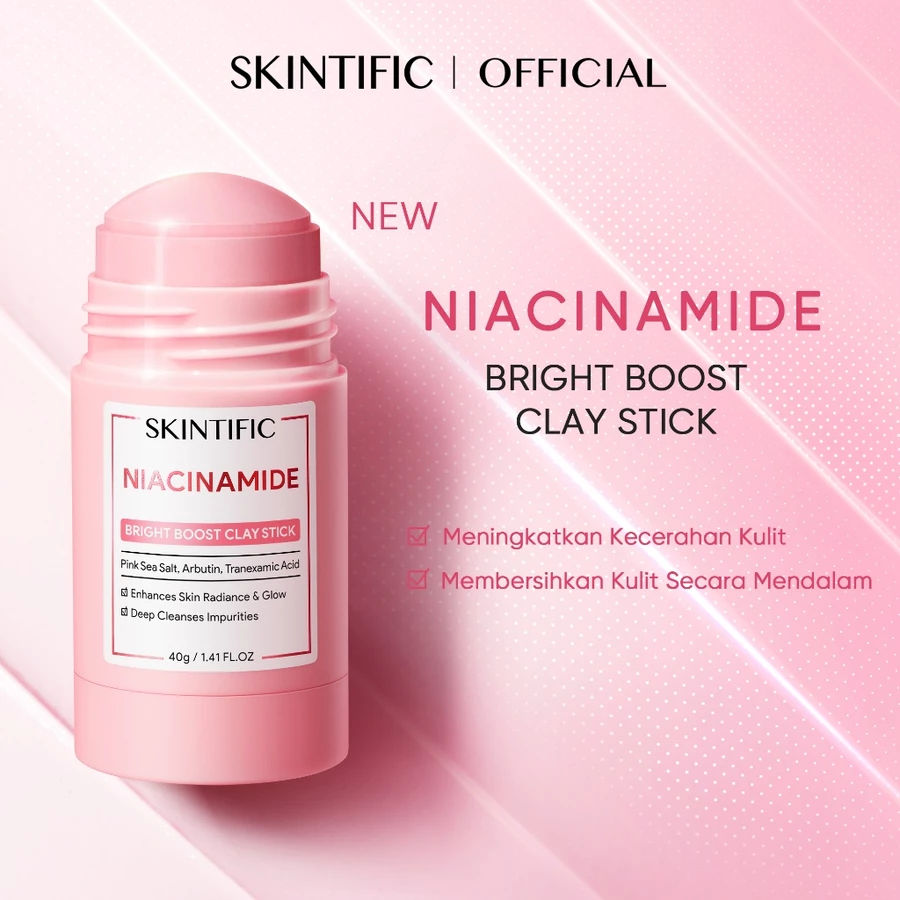 SKINTIFIC | OFFICIAL
NEW
NIACINAMIDE
BRIGHT BOOST
CLAY STICK
☑ Meningkatkan Kecerahan Kulit
☑ Membersihkan Kulit Secara Mendalam
SKINTIFIC
NIACINAMIDE
BRIGHT BOOST CLAY STICK
Pink Sea Salt, Arbutin, Tranexamic Acid
☑ Enhances Skin Radiance & Glow
☑ Deep Cleanses Impurities
40g / 1.41 FL.OZ